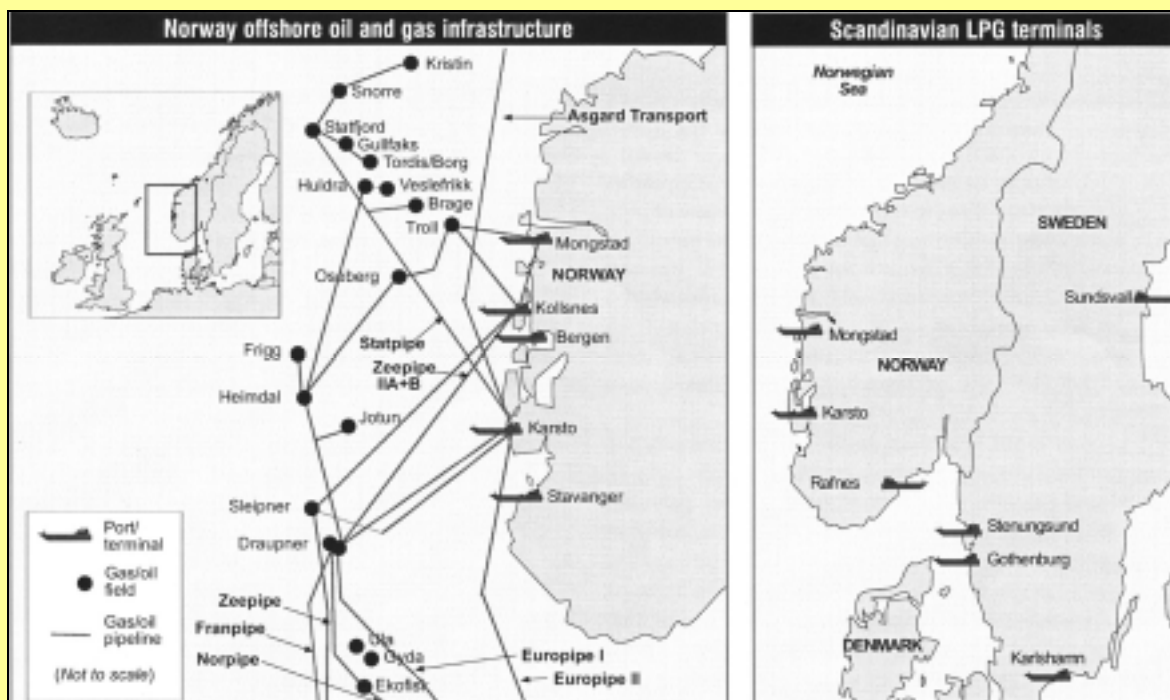 Norway offshore oil and gas infrastructure
Kristin
Snorre
Statfjord
Gullfaks
Tordis/Borg
Huldra
Veslefrikk
Brage
Troll
Oseberg
Asgard Transport
Mongstad
NORWAY
Kollsnes
Bergen
Statpipe
Zeepipe
IIA+B
Frigg
Heimdal
Jotun
Karsto
Sleipner
Stavanger
Draupner
Zeepipe
Franpipe
Norpipe
Ula
Gyda
Ekofisk
Europipe I
Europipe II
Port/
terminal
Gas/oil
field
Gas/oil
pipeline
(Not to scale)
Scandinavian LPG terminals
Norwegian
Sea
SWEDEN
Sundsvall
Mongstad
NORWAY
Karsto
Rafnes
Stenungsund
Gothenburg
DENMARK
Karlshamn